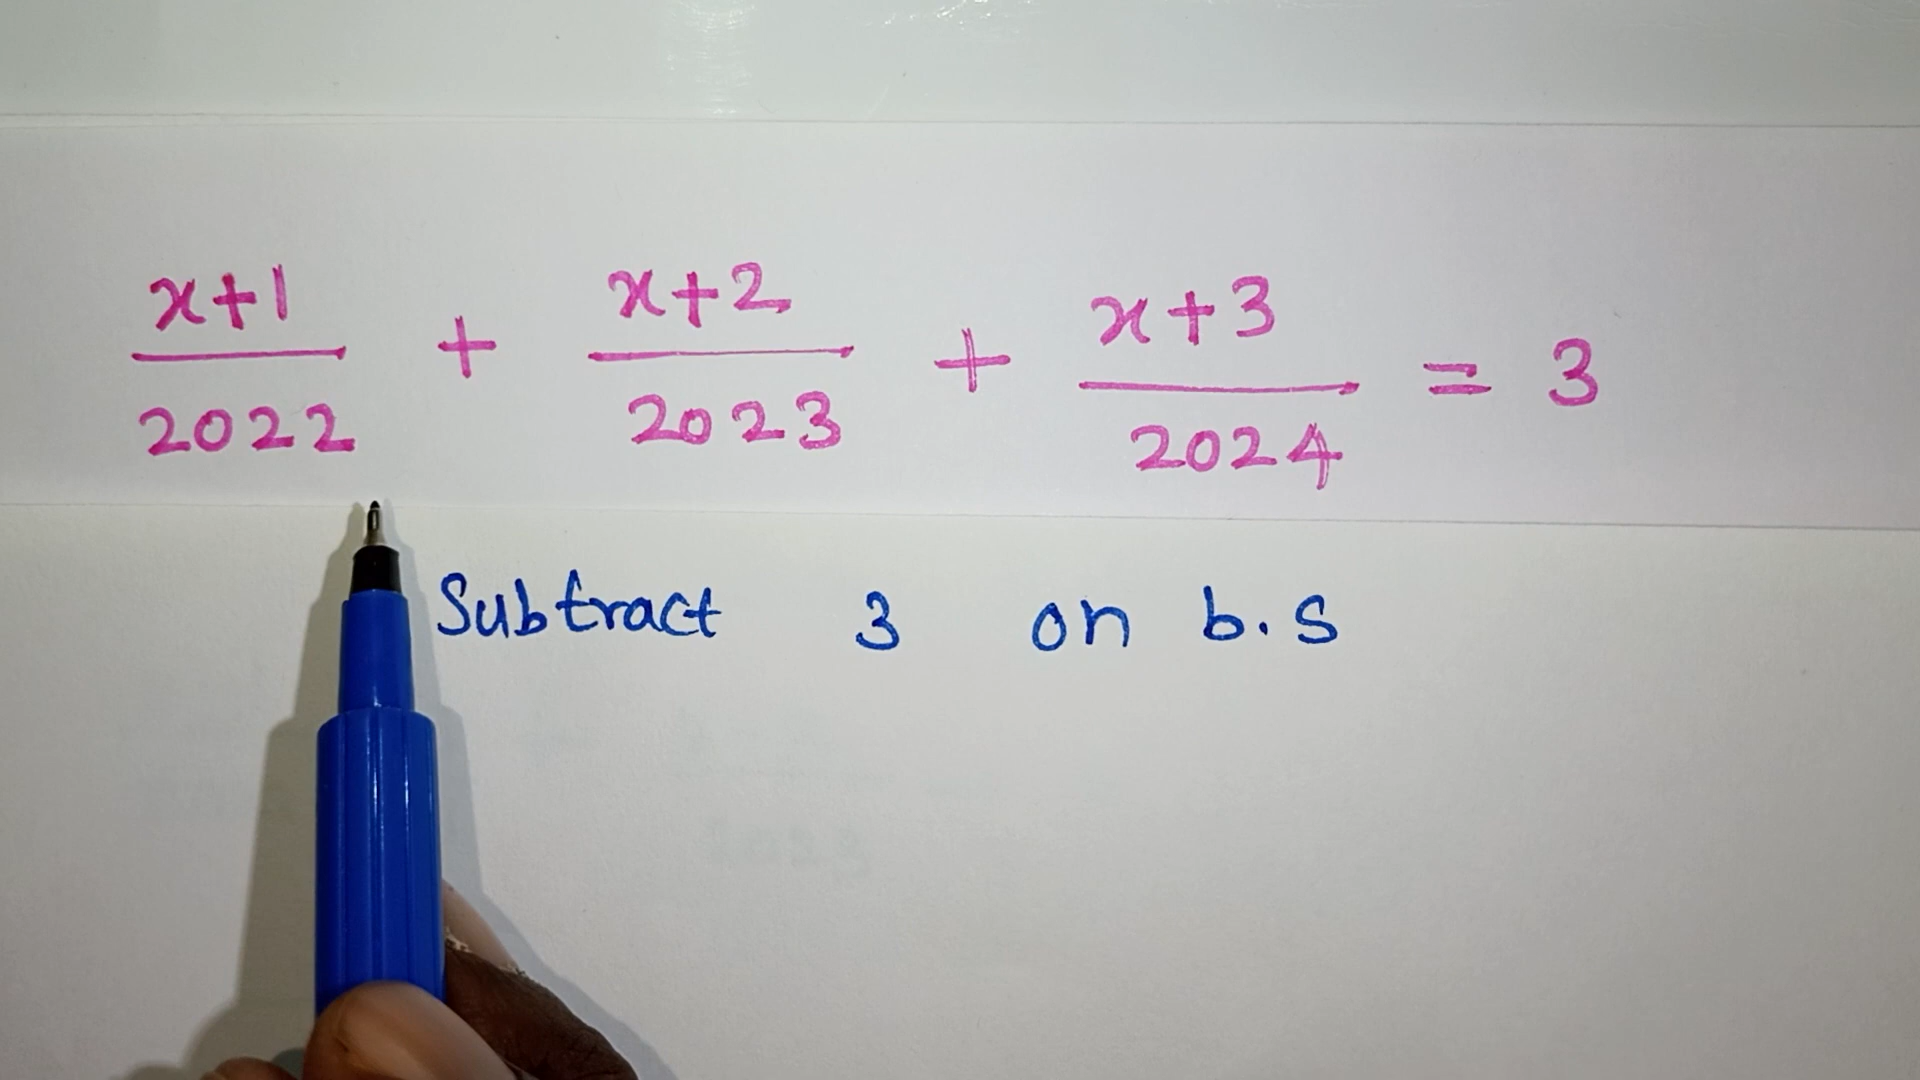 x+1/2022 + x+2/2023 + x+3/2024 = 3
Subtract 3 on b.s